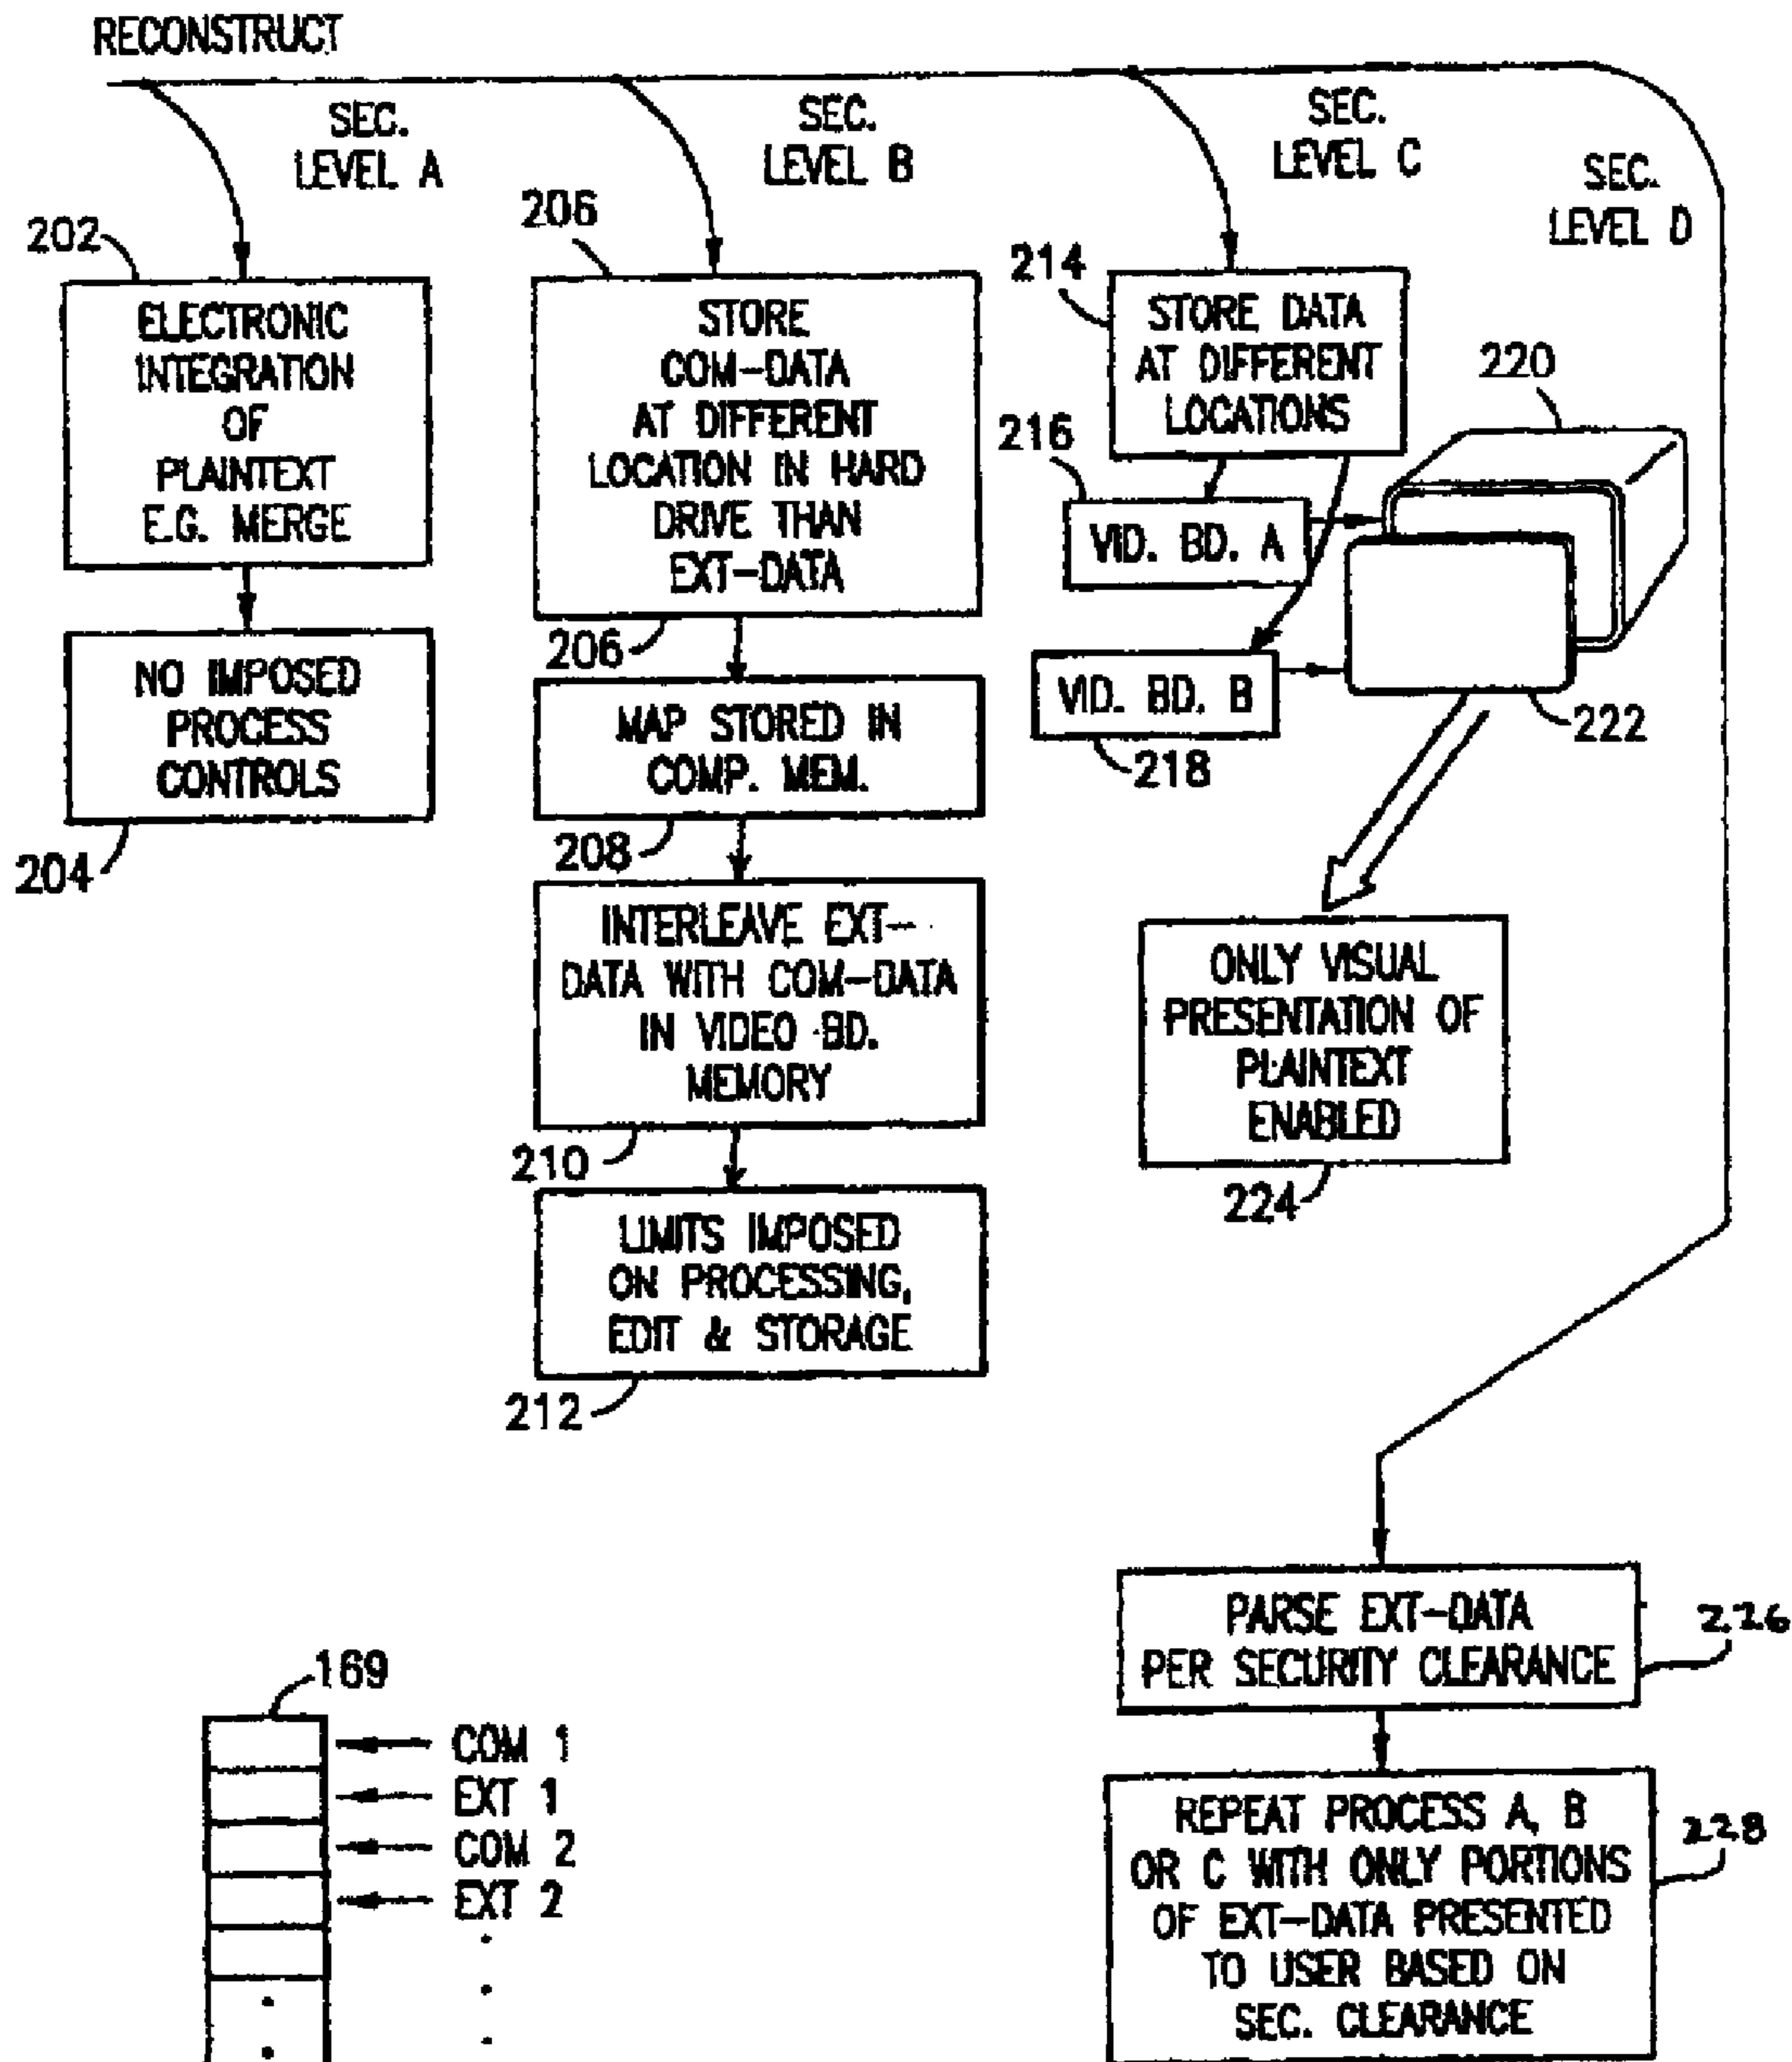 RECONSTRUCT
SEC.
LEVEL A
SEC.
LEVEL B
SEC.
LEVEL C
SEC.
LEVEL D
202
ELECTRONIC
INTEGRATION
OF
PLAINTEXT
E.G. MERGE
NO IMPOSED
PROCESS
CONTROLS
204
206
STORE
COM-DATA
AT DIFFERENT
LOCATION IN HARD
DRIVE THAN
EXT-DATA
206
MAP STORED IN
COMP. MEM.
208
INTERLEAVE EXT-
DATA WITH COM-DATA
IN VIDEO BD.
MEMORY
210
LIMITS IMPOSED
ON PROCESSING,
EDIT & STORAGE
212
214
STORE DATA
AT DIFFERENT
LOCATIONS
216
VID. BD. A
220
VID. BD. B
218
222
ONLY VISUAL
PRESENTATION OF
PLAINTEXT
ENABLED
224
PARSE EXT-DATA
PER SECURITY CLEARANCE
226
REPEAT PROCESS A, B
OR C WITH ONLY PORTIONS
OF EXT-DATA PRESENTED
TO USER BASED ON
SEC. CLEARANCE
228
169
COM 1
EXT 1
COM 2
EXT 2